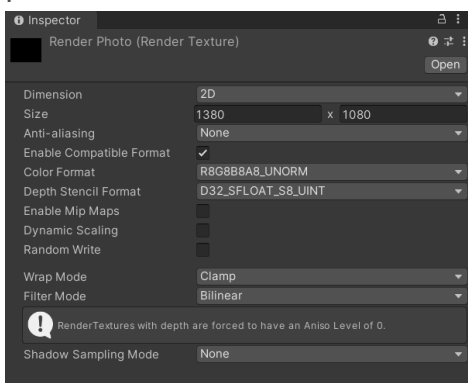 Inspector
Render Photo (Render Texture)
Open
Dimension 2D
Size 1380 x 1080
Anti-aliasing None
Enable Compatible Format
Color Format R8G8B8A8_UNORM
Depth Stencil Format D32_SFLOAT_S8_UINT
Enable Mip Maps
Dynamic Scaling
Random Write
Wrap Mode Clamp
Filter Mode Bilinear
RenderTextures with depth are forced to have an Aniso Level of 0.
Shadow Sampling Mode None